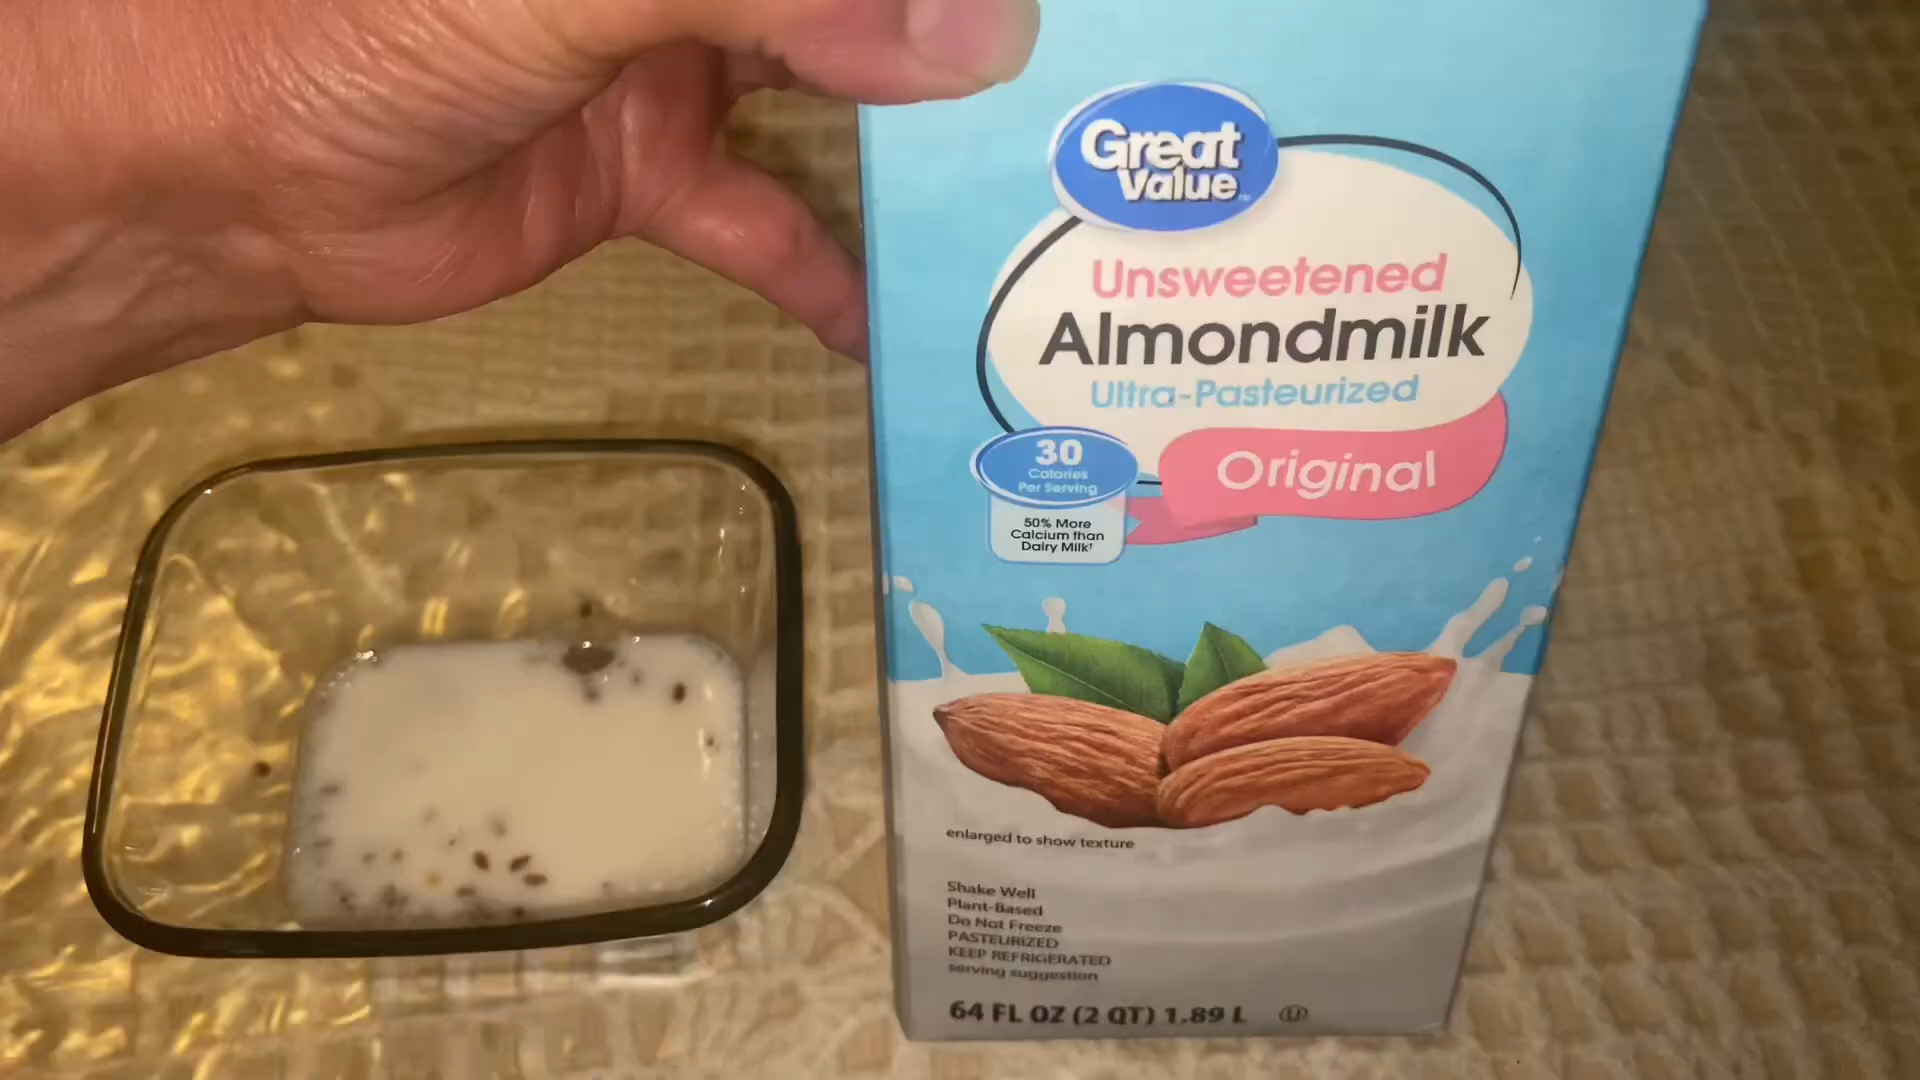 Great
Value
Unsweetened
Almondmilk
Ultra-Pasteurized
Original
30
Calories
Per Serving
50% More
Calcium than
Dairy Milk†
enlarged to show texture
Shake Well
Plant-Based
Do Not Freeze
PASTEURIZED
KEEP REFRIGERATED
serving suggestion
64 FL OZ (2 QT) 1.89 L